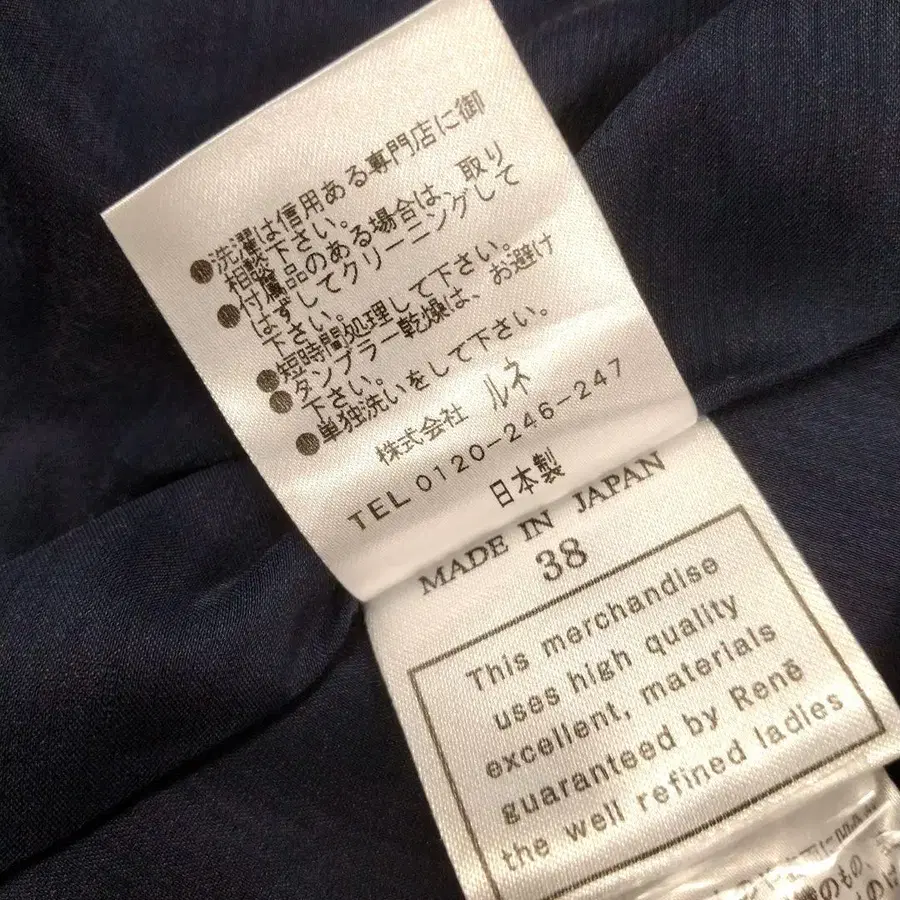 ●洗濯は信用ある専門店に御
相談下さい。
●付属品のある場合は、取り
はずしてクリーニングして
下さい。
●短時間処理して下さい。
●タンブラー乾燥は、お避け
下さい。
●単独洗いをして下さい。
株式会社 ルネ
TEL 0120-246-247
日本製
MADE IN JAPAN
38
This merchandise
uses high quality
excellent, materials
guaranteed by Renē
the well refined ladies